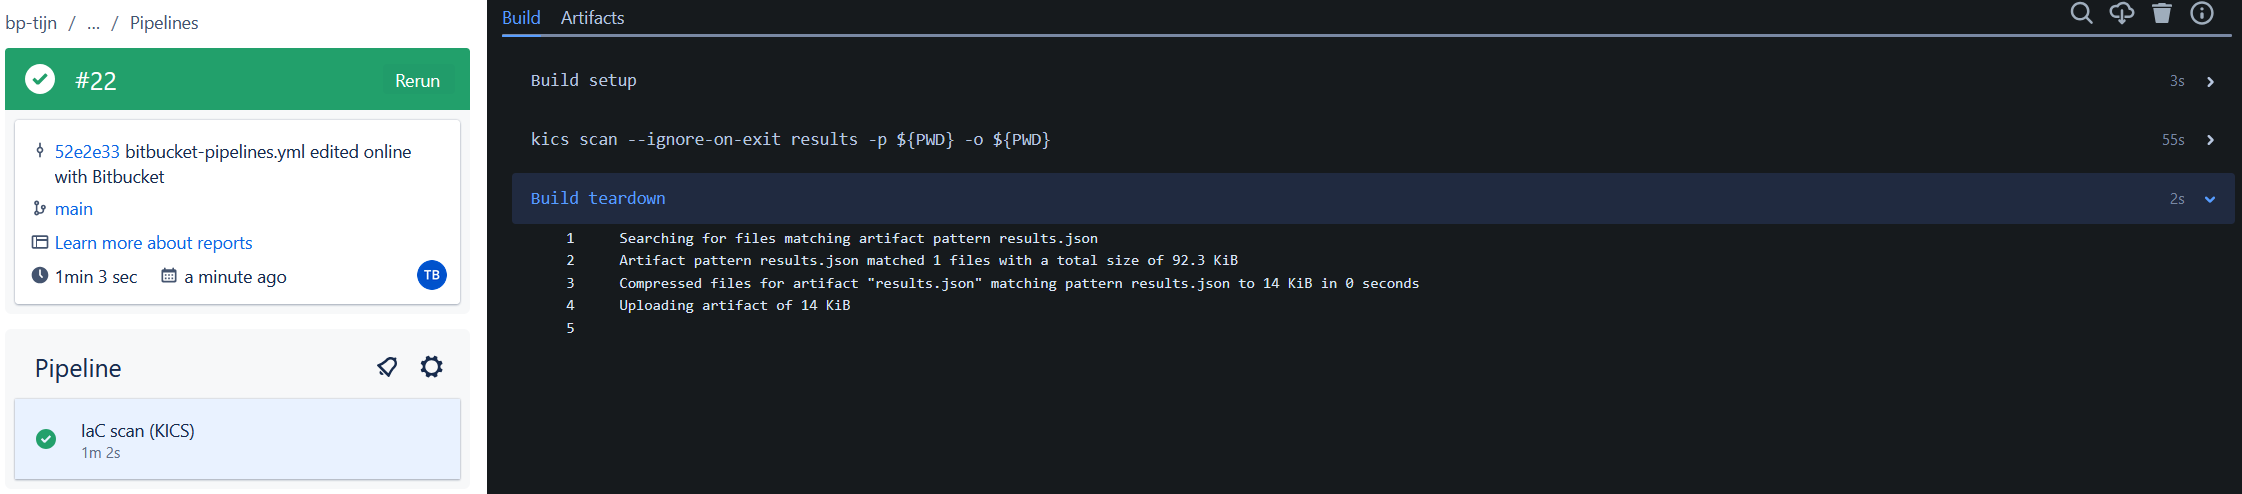 bp-tijn / ... / Pipelines
#22 Rerun
52e2e33 bitbucket-pipelines.yml edited online
with Bitbucket
main
Learn more about reports
1min 3 sec a minute ago TB
Pipeline
IaC scan (KICS)
1m 2s
Build Artifacts
Build setup 3s
kics scan --ignore-on-exit results -p ${PWD} -o ${PWD} 55s
Build teardown 2s
1 Searching for files matching artifact pattern results.json
2 Artifact pattern results.json matched 1 files with a total size of 92.3 KiB
3 Compressed files for artifact "results.json" matching pattern results.json to 14 KiB in 0 seconds
4 Uploading artifact of 14 KiB
5